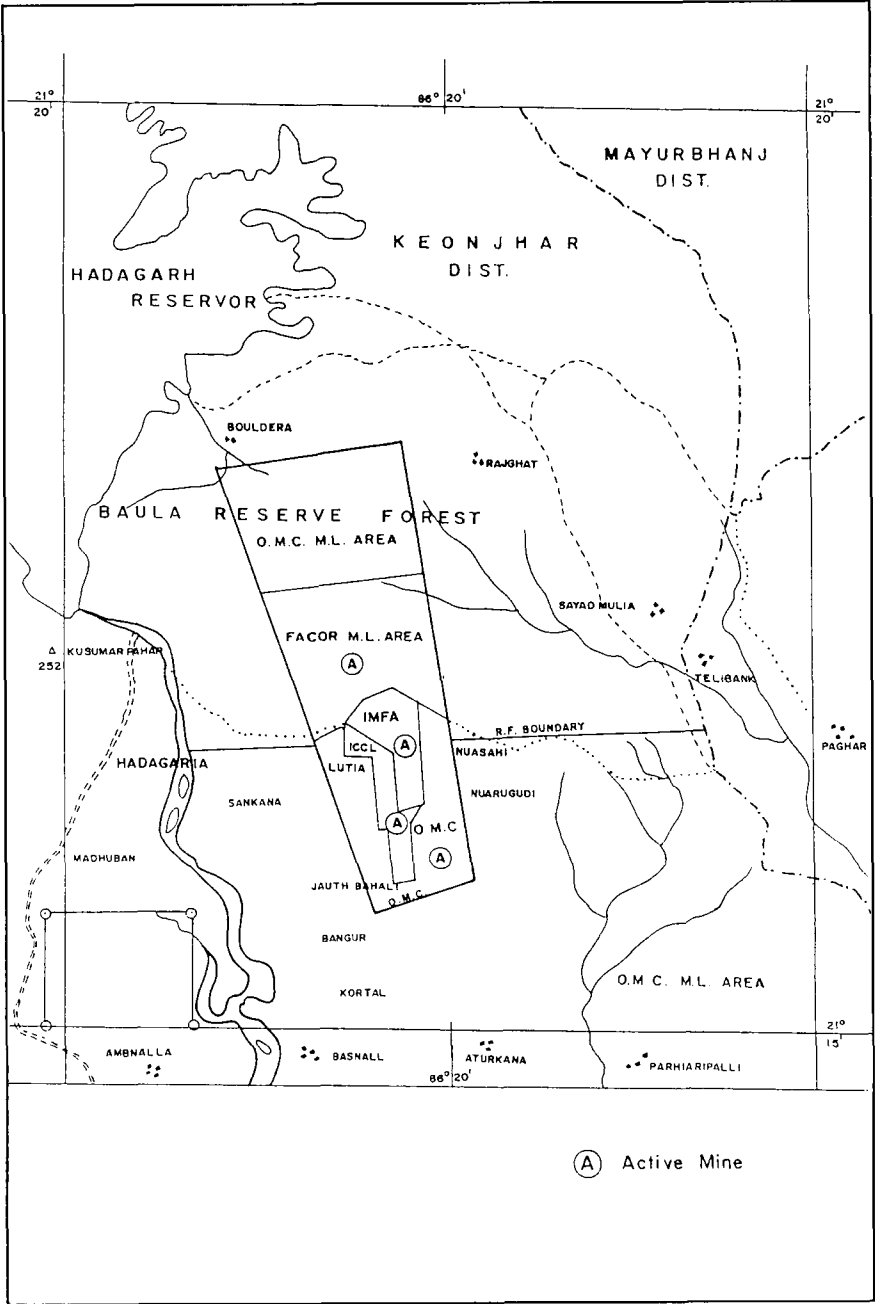 21°
20'
86° 20'
21°
20'
MAYURBHANJ
DIST.
KEONJHAR
DIST.
HADAGARH
RESERVOR
BOULDERA
RAJGHAT
BAULA RESERVE FOREST
O.M.C. M.L. AREA
SAYAD MULIA
FACOR M.L. AREA
A
△ KUSUMAR PAHAR
252
TELIBANK
IMFA
R.F. BOUNDARY
ICCL
A
NUASAHI
PAGHAR
HADAGARIA
LUTIA
SANKANA
NUARUGUDI
A
O M.C
A
MADHUBAN
JAUTH BAHALI
O.M.C.
BANGUR
O.M.C. M.L. AREA
KORTAL
21°
15'
AMBNALLA
BASNALL
ATURKANA
PARHIARIPALLI
86° 20'
A Active Mine